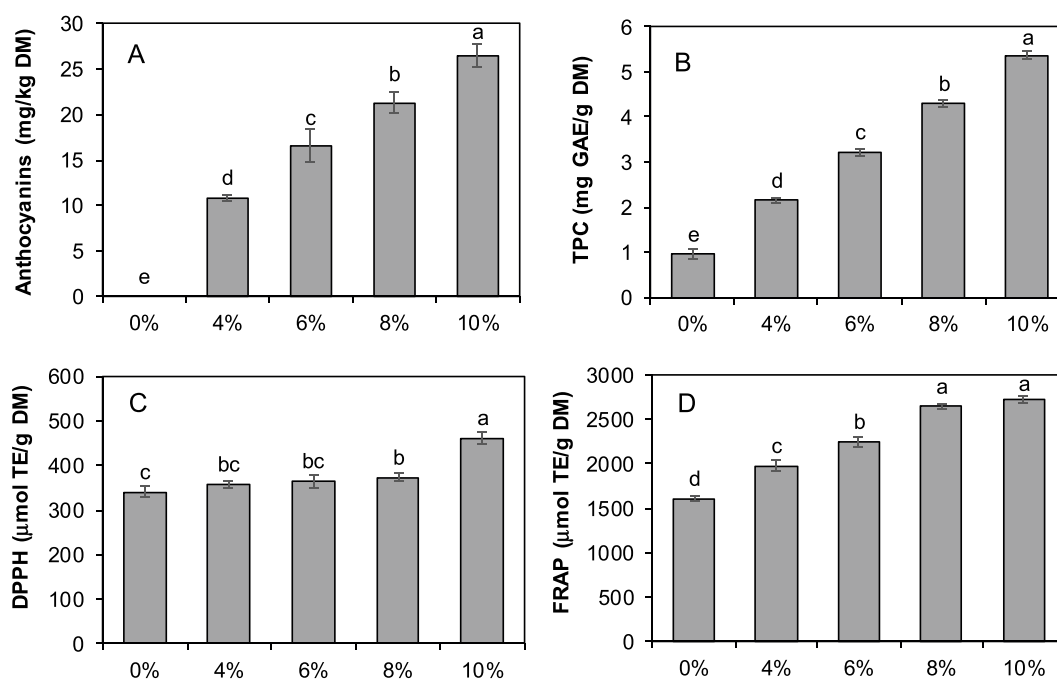 Anthocyanins (mg/kg DM)
30
25
20
15
10
5
0
A
e
d
c
b
a
0% 4% 6% 8% 10%
TPC (mg GAE/g DM)
6
5
4
3
2
1
0
B
e
d
c
b
a
0% 4% 6% 8% 10%
DPPH (μmol TE/g DM)
600
500
400
300
200
100
0
C
c
bc
bc
b
a
0% 4% 6% 8% 10%
FRAP (μmol TE/g DM)
3000
2500
2000
1500
1000
500
0
D
d
c
b
a
a
0% 4% 6% 8% 10%